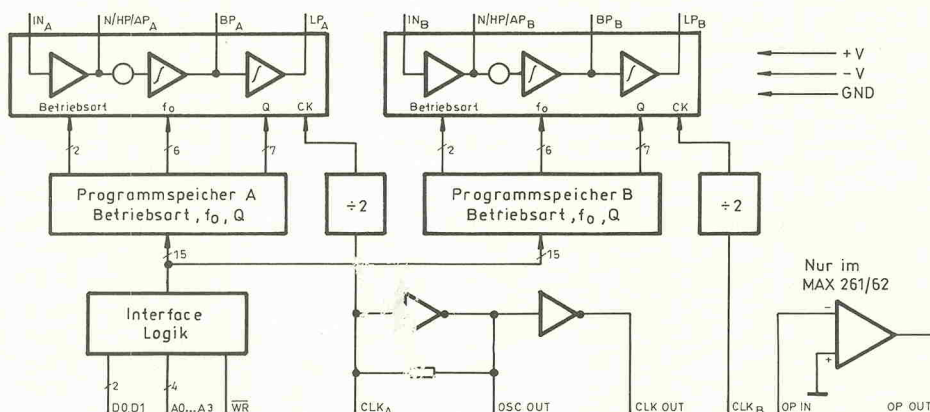 IN_A N/HP/AP_A BP_A LP_A
IN_B N/HP/AP_B BP_B LP_B
+V
-V
GND
Betriebsart f₀ Q CK
Betriebsart f₀ Q CK
2 6 7
2 6 7
Programmspeicher A
Betriebsart, f₀, Q
÷2
Programmspeicher B
Betriebsart, f₀, Q
÷2
15
15
Interface
Logik
Nur im
MAX 261/62
-
+
2 4
D0,D1 A0...A3 WR CLK_A OSC OUT CLK OUT CLK_B OP IN OP OUT